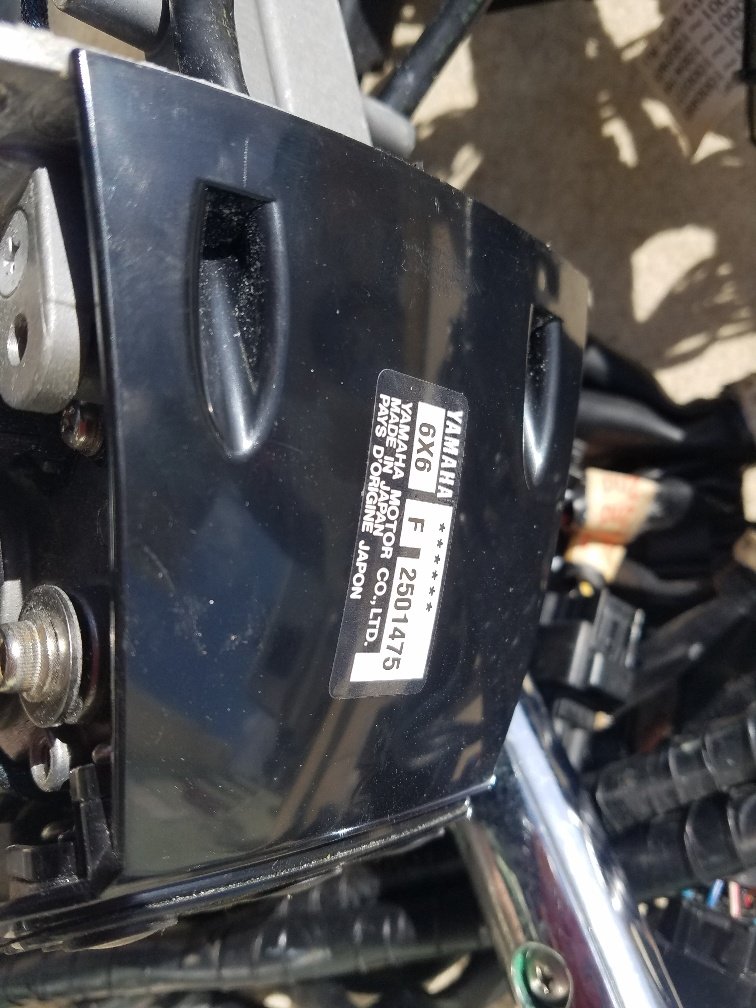 YAMAHA ******
6X6 F 2501475
YAMAHA MOTOR CO.,LTD.
MADE IN JAPAN
PAYS D'ORIGINE JAPON